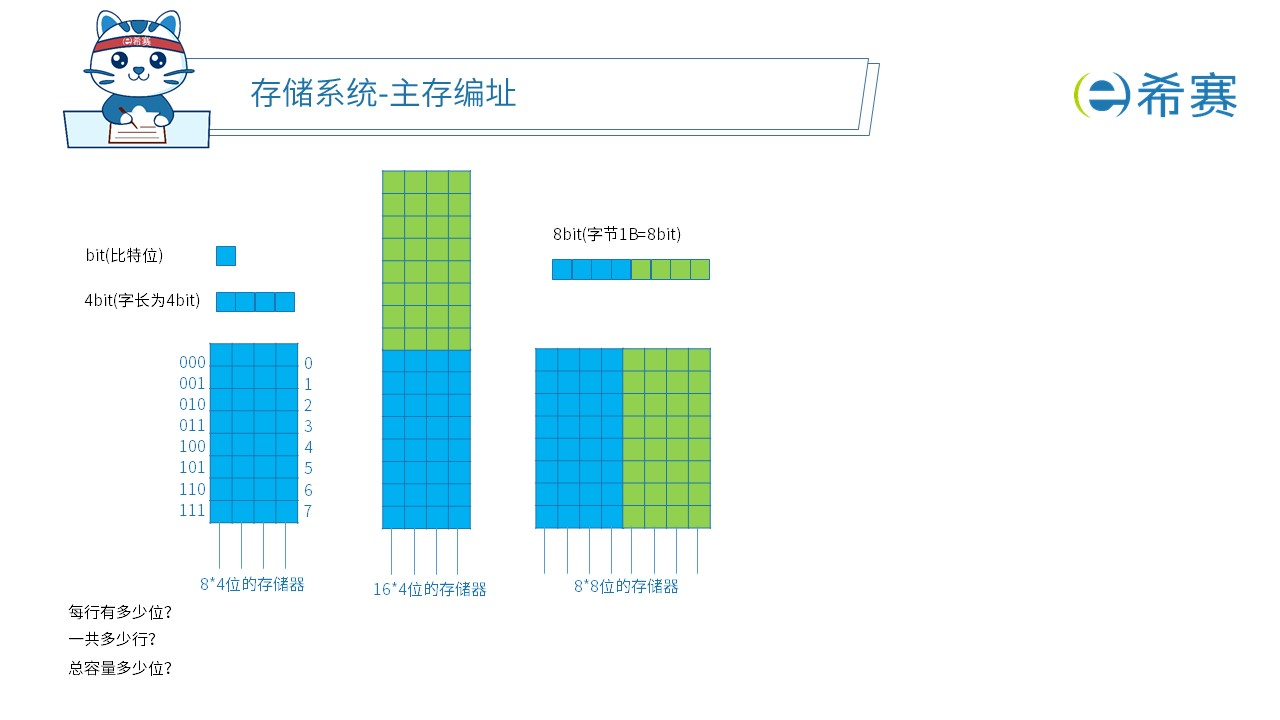 (e)希赛
存储系统-主存编址
(e)希赛
8bit(字节1B=8bit)
bit(比特位)
4bit(字长为4bit)
000 0
001 1
010 2
011 3
100 4
101 5
110 6
111 7
8*4位的存储器
16*4位的存储器
8*8位的存储器
每行有多少位?
一共多少行?
总容量多少位?